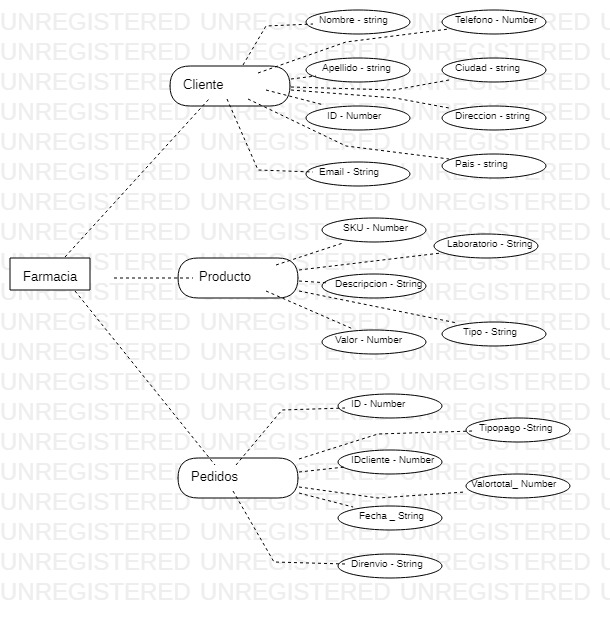 Nombre - string
Telefono - Number
Cliente
Apellido - string
Ciudad - string
ID - Number
Direccion - string
Pais - string
Email - String
SKU - Number
Laboratorio - String
Farmacia
Producto
Descripcion - String
Tipo - String
Valor - Number
ID - Number
Tipopago -String
IDcliente - Number
Pedidos
Valortotal_ Number
Fecha _ String
Direnvio - String
UNREGISTERED